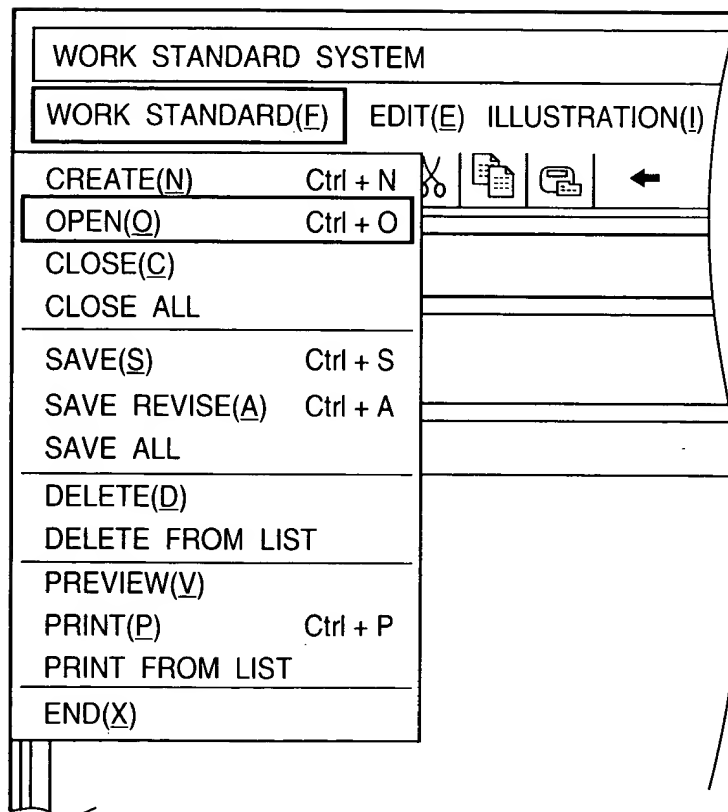 WORK STANDARD SYSTEM
WORK STANDARD(F) EDIT(E) ILLUSTRATION(I)
CREATE(N) Ctrl + N
OPEN(O) Ctrl + O
CLOSE(C)
CLOSE ALL
SAVE(S) Ctrl + S
SAVE REVISE(A) Ctrl + A
SAVE ALL
DELETE(D)
DELETE FROM LIST
PREVIEW(V)
PRINT(P) Ctrl + P
PRINT FROM LIST
END(X)